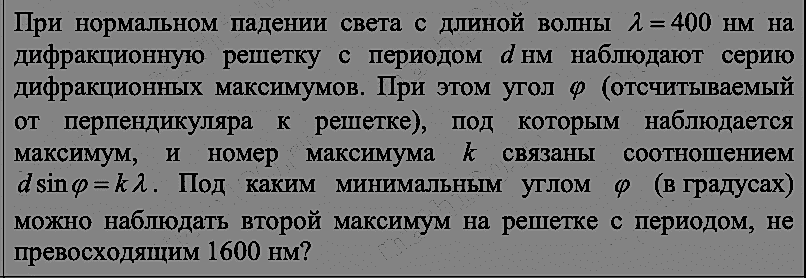 При нормальном падении света с длиной волны λ = 400 нм на
дифракционную решетку с периодом d нм наблюдают серию
дифракционных максимумов. При этом угол φ (отсчитываемый
от перпендикуляра к решетке), под которым наблюдается
максимум, и номер максимума k связаны соотношением
d sin φ = k λ. Под каким минимальным углом φ (в градусах)
можно наблюдать второй максимум на решетке с периодом, не
превосходящим 1600 нм?